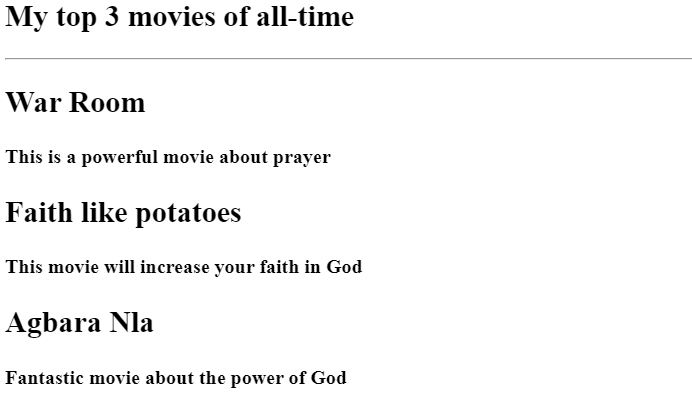 My top 3 movies of all-time
War Room
This is a powerful movie about prayer
Faith like potatoes
This movie will increase your faith in God
Agbara Nla
Fantastic movie about the power of God